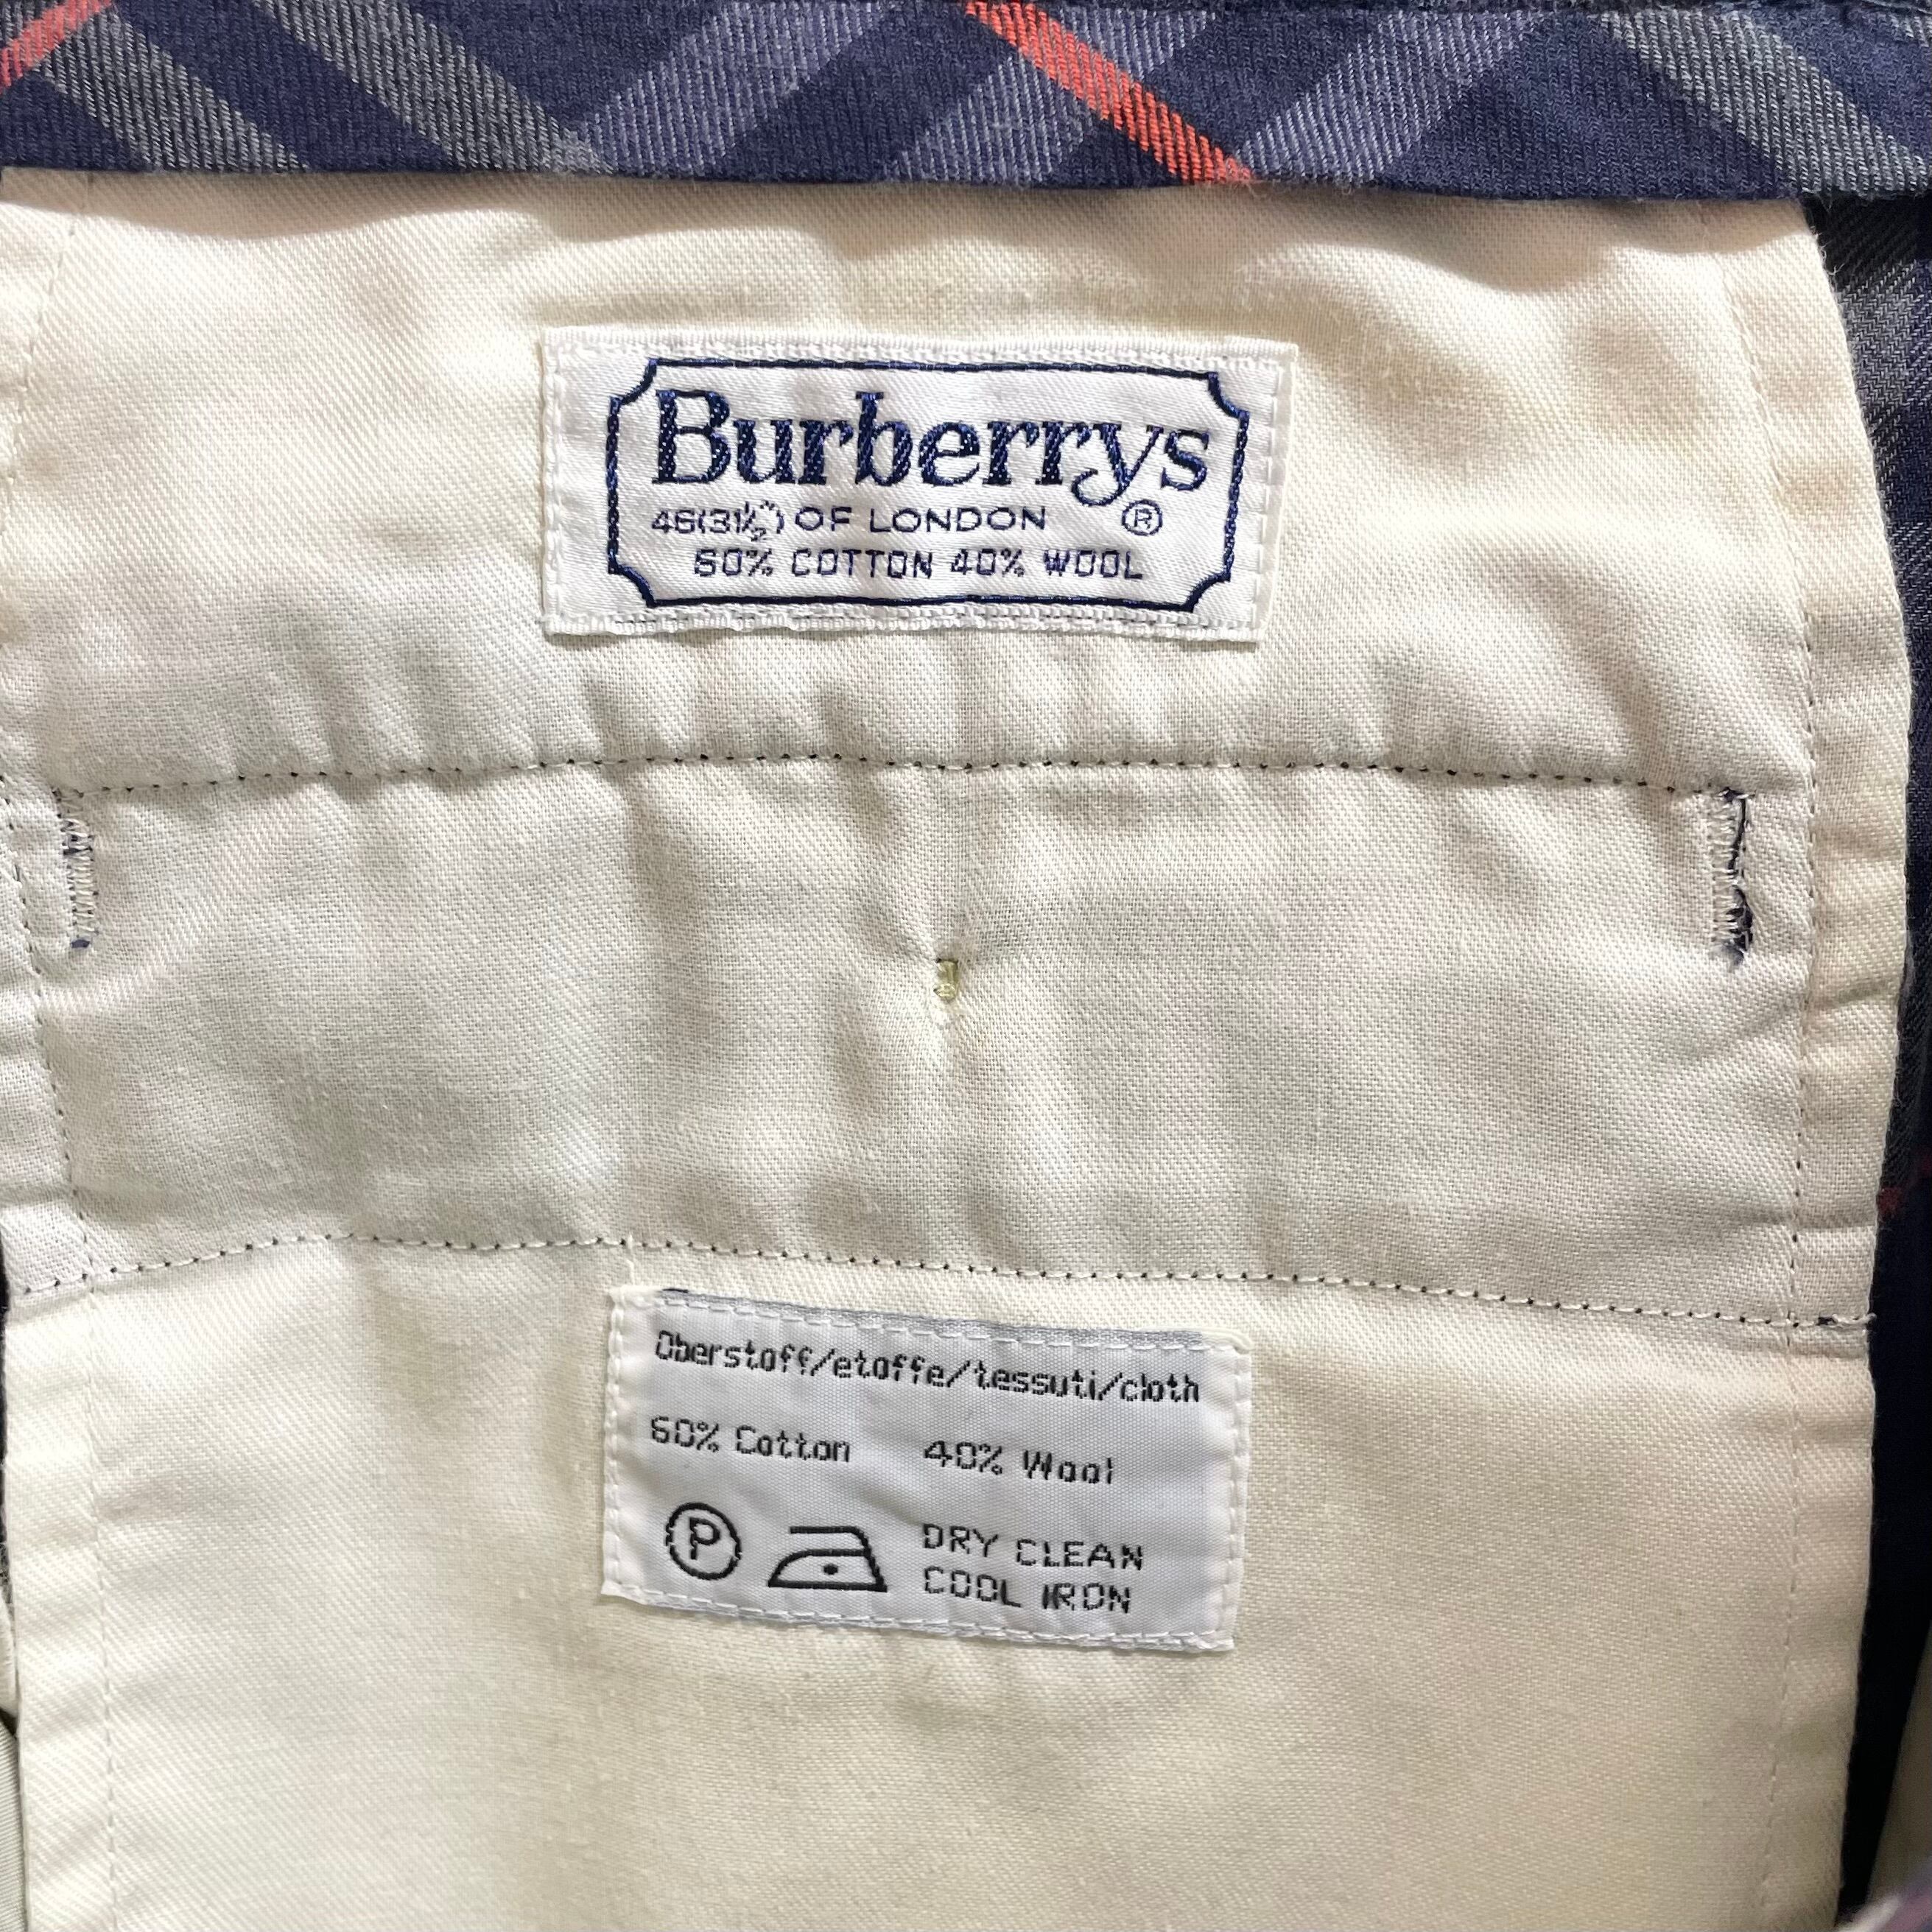 Burberrys
46(31½") OF LONDON ®
60% COTTON 40% WOOL
Oberstoff/etoffe/tessuti/cloth
60% Cotton 40% Wool
P DRY CLEAN
COOL IRON